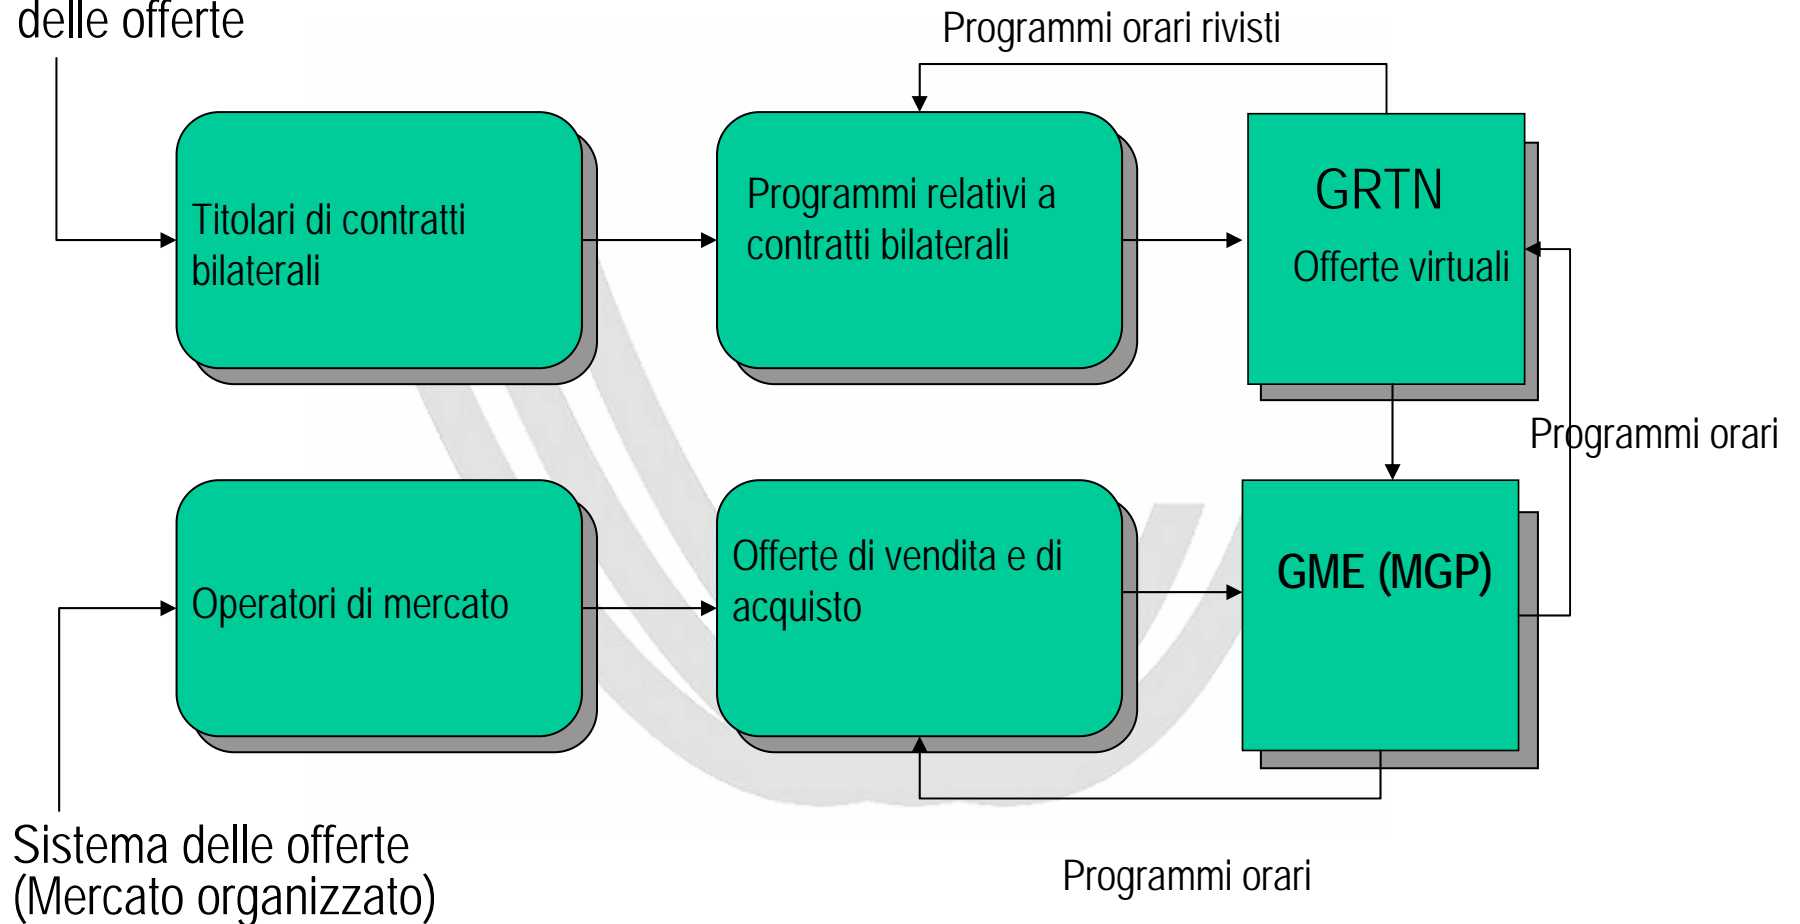 delle offerte
Programmi orari rivisti
Titolari di contratti
bilaterali
Programmi relativi a
contratti bilaterali
GRTN
Offerte virtuali
Programmi orari
Operatori di mercato
Offerte di vendita e di
acquisto
GME (MGP)
Sistema delle offerte
(Mercato organizzato)
Programmi orari